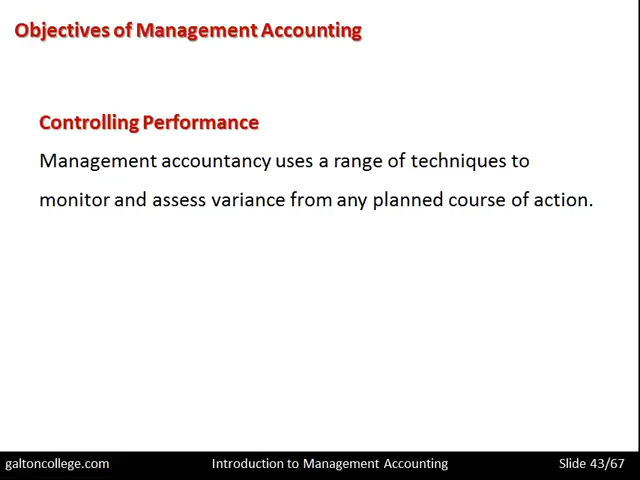 Objectives of Management Accounting
Controlling Performance
Management accountancy uses a range of techniques to
monitor and assess variance from any planned course of action.
galtoncollege.com Introduction to Management Accounting Slide 43/67